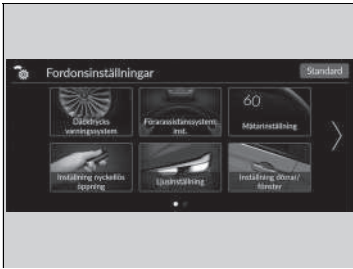 Fordonsinställningar
Standard
Däcktrycks
varningssystem
Förarassistanssystem
inst.
60
Mätarinställning
Inställning nyckellös
öppning
Ljusinställning
Inställning dörrar/
fönster